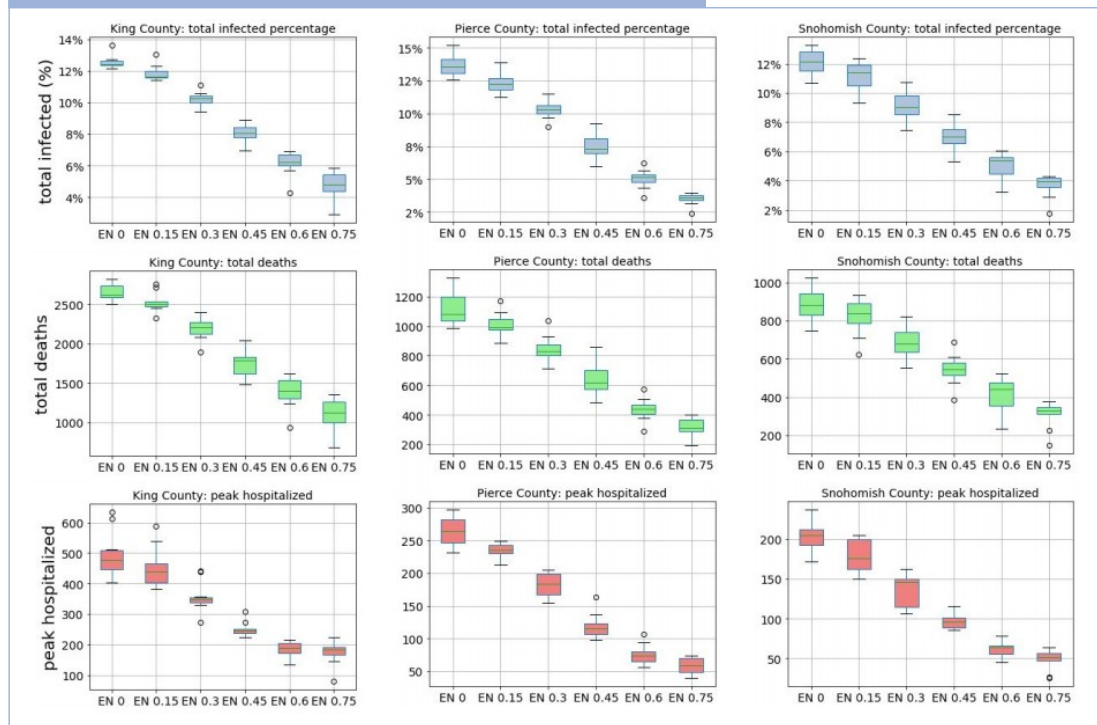 King County: total infected percentage
Pierce County: total infected percentage
Snohomish County: total infected percentage
total infected (%)
14%
12%
10%
8%
6%
4%
15%
12%
10%
8%
5%
2%
12%
10%
8%
6%
4%
2%
EN 0 EN 0.15 EN 0.3 EN 0.45 EN 0.6 EN 0.75
EN 0 EN 0.15 EN 0.3 EN 0.45 EN 0.6 EN 0.75
EN 0 EN 0.15 EN 0.3 EN 0.45 EN 0.6 EN 0.75
King County: total deaths
Pierce County: total deaths
Snohomish County: total deaths
total deaths
2500
2000
1500
1000
1200
1000
800
600
400
200
1000
800
600
400
200
EN 0 EN 0.15 EN 0.3 EN 0.45 EN 0.6 EN 0.75
EN 0 EN 0.15 EN 0.3 EN 0.45 EN 0.6 EN 0.75
EN 0 EN 0.15 EN 0.3 EN 0.45 EN 0.6 EN 0.75
King County: peak hospitalized
Pierce County: peak hospitalized
Snohomish County: peak hospitalized
peak hospitalized
600
500
400
300
200
100
300
250
200
150
100
50
200
150
100
50
EN 0 EN 0.15 EN 0.3 EN 0.45 EN 0.6 EN 0.75
EN 0 EN 0.15 EN 0.3 EN 0.45 EN 0.6 EN 0.75
EN 0 EN 0.15 EN 0.3 EN 0.45 EN 0.6 EN 0.75